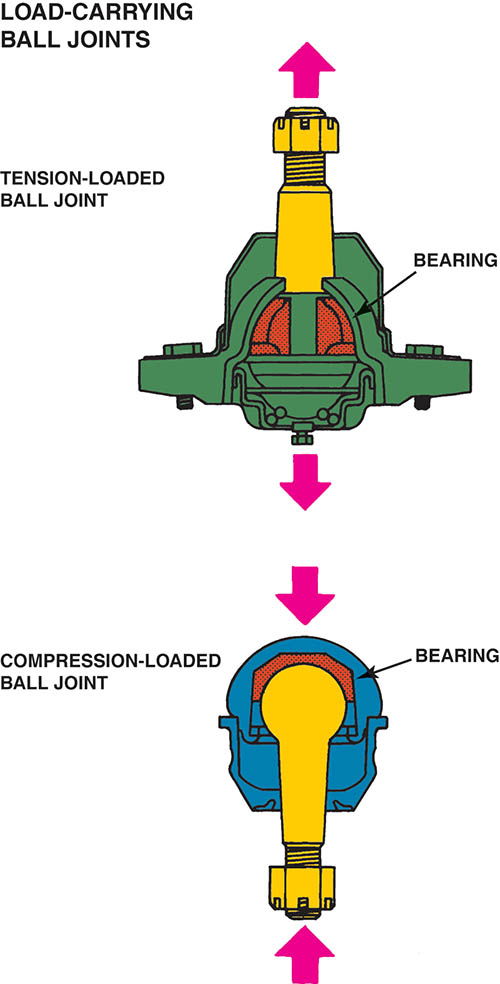 LOAD-CARRYING
BALL JOINTS
TENSION-LOADED
BALL JOINT
BEARING
COMPRESSION-LOADED
BALL JOINT
BEARING